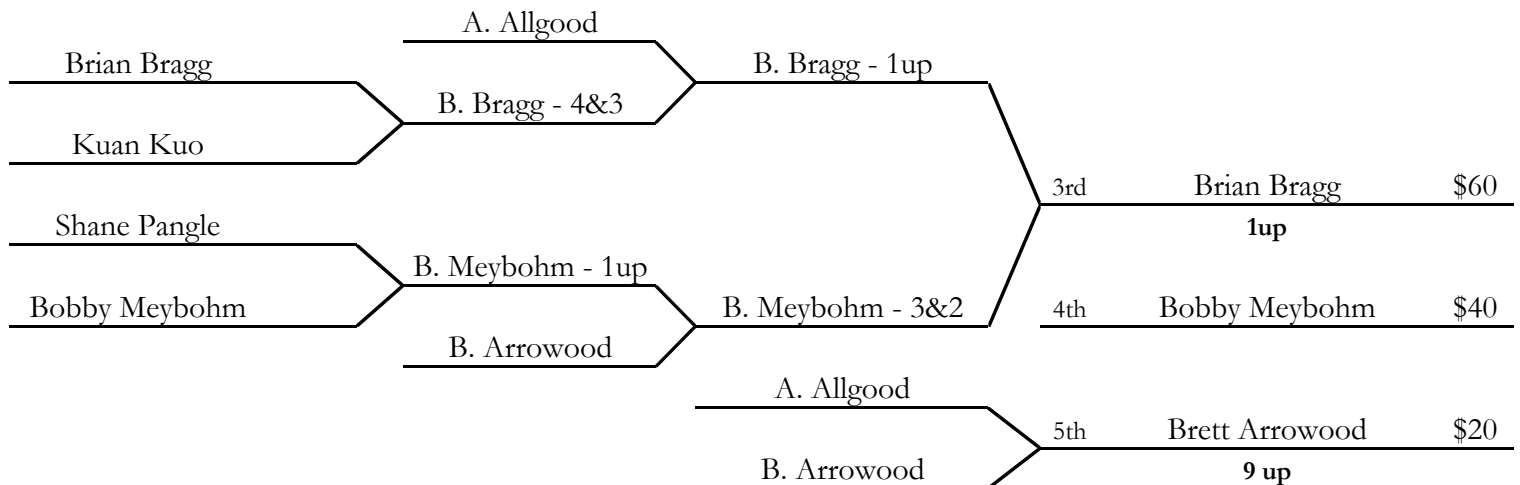 A. Allgood
Brian Bragg
B. Bragg - 1up
B. Bragg - 4&3
Kuan Kuo
3rd Brian Bragg $60
1up
Shane Pangle
B. Meybohm - 1up
Bobby Meybohm
B. Meybohm - 3&2
4th Bobby Meybohm $40
B. Arrowood
A. Allgood
5th Brett Arrowood $20
B. Arrowood
9 up